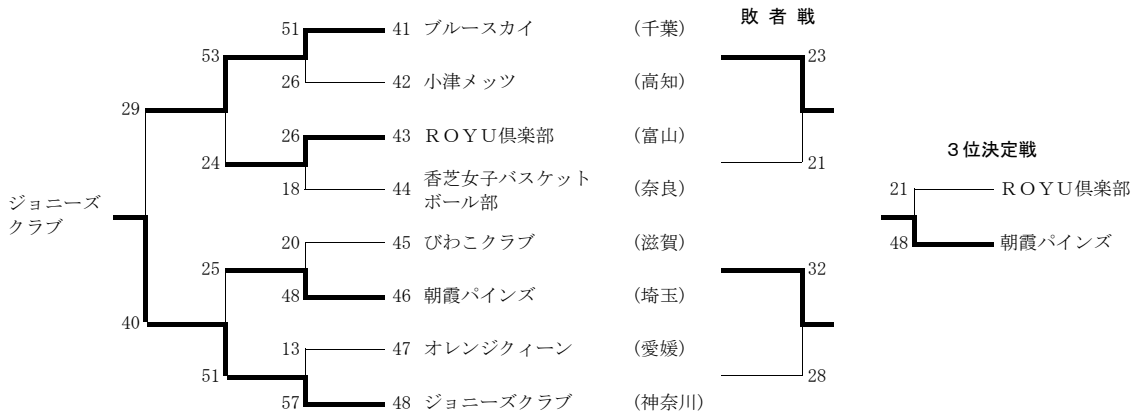 敗者戦
51 41 ブルースカイ (千葉)
53 23
26 42 小津メッツ (高知)
29
26 43 ROYU倶楽部 (富山)
24 21
3位決定戦
18 44 香芝女子バスケット
ボール部 (奈良)
21 ROYU倶楽部
ジョニーズ
クラブ
20 45 びわこクラブ (滋賀)
48 朝霞パインズ
25 32
48 46 朝霞パインズ (埼玉)
40
13 47 オレンジクィーン (愛媛)
51 28
57 48 ジョニーズクラブ (神奈川)